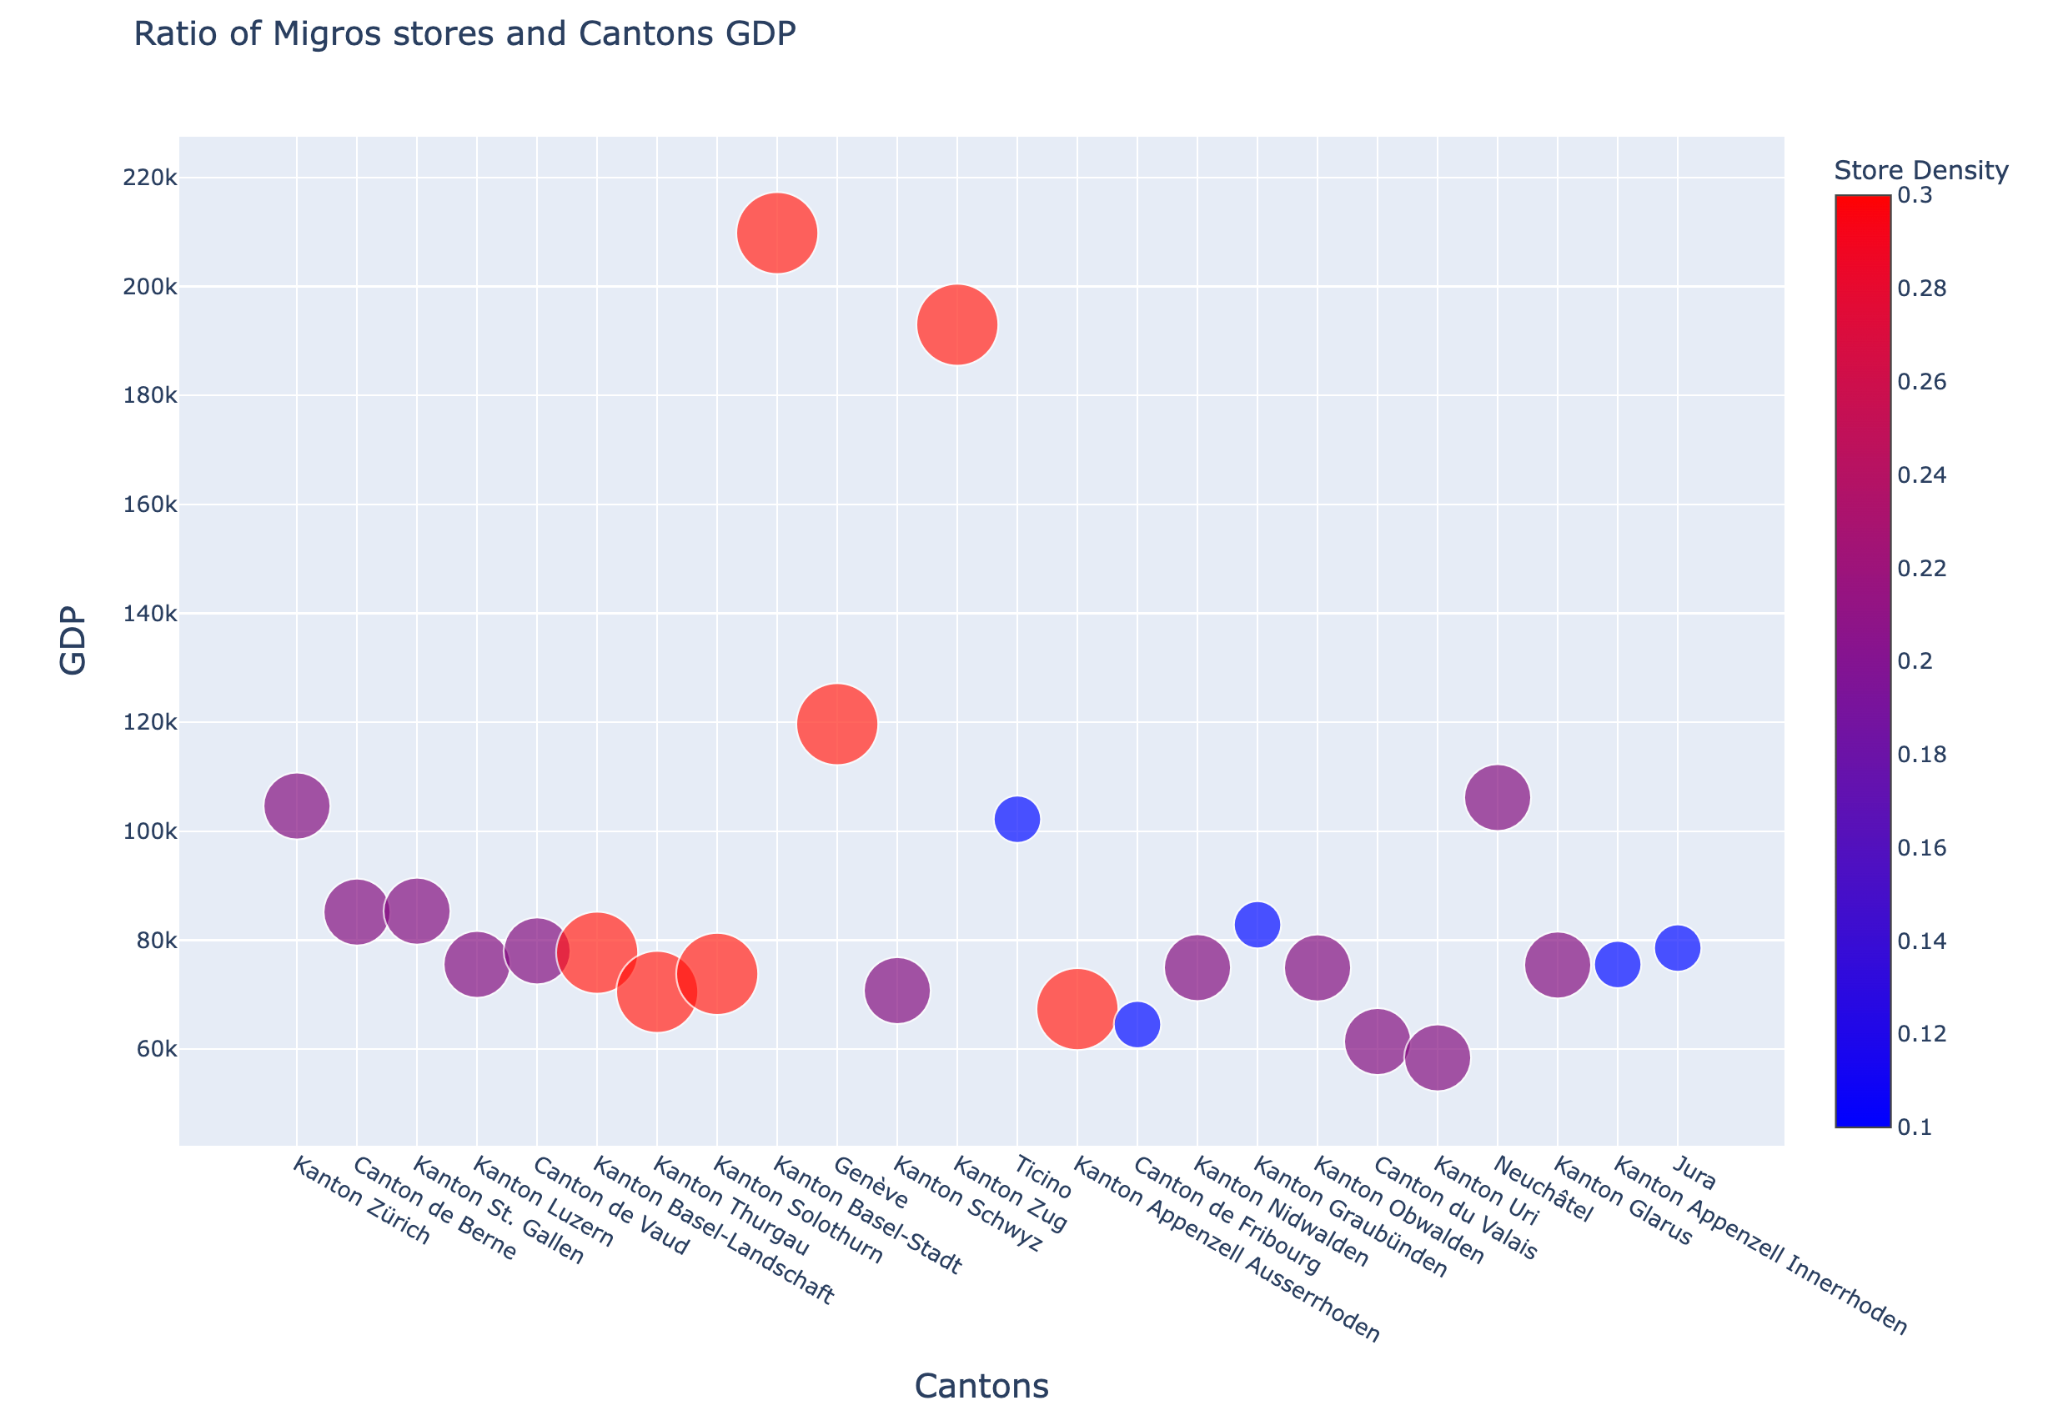 Ratio of Migros stores and Cantons GDP
Store Density
0.3
0.28
0.26
0.24
0.22
0.2
0.18
0.16
0.14
0.12
0.1
GDP
220k
200k
180k
160k
140k
120k
100k
80k
60k
Kanton Zürich
Canton de Berne
Kanton St. Gallen
Kanton Luzern
Canton de Vaud
Kanton Basel-Landschaft
Kanton Thurgau
Kanton Solothurn
Kanton Basel-Stadt
Genève
Kanton Schwyz
Kanton Zug
Ticino
Kanton Appenzell Ausserrhoden
Canton de Fribourg
Kanton Nidwalden
Kanton Graubünden
Kanton Obwalden
Canton du Valais
Kanton Uri
Neuchâtel
Kanton Glarus
Kanton Appenzell Innerrhoden
Jura
Cantons